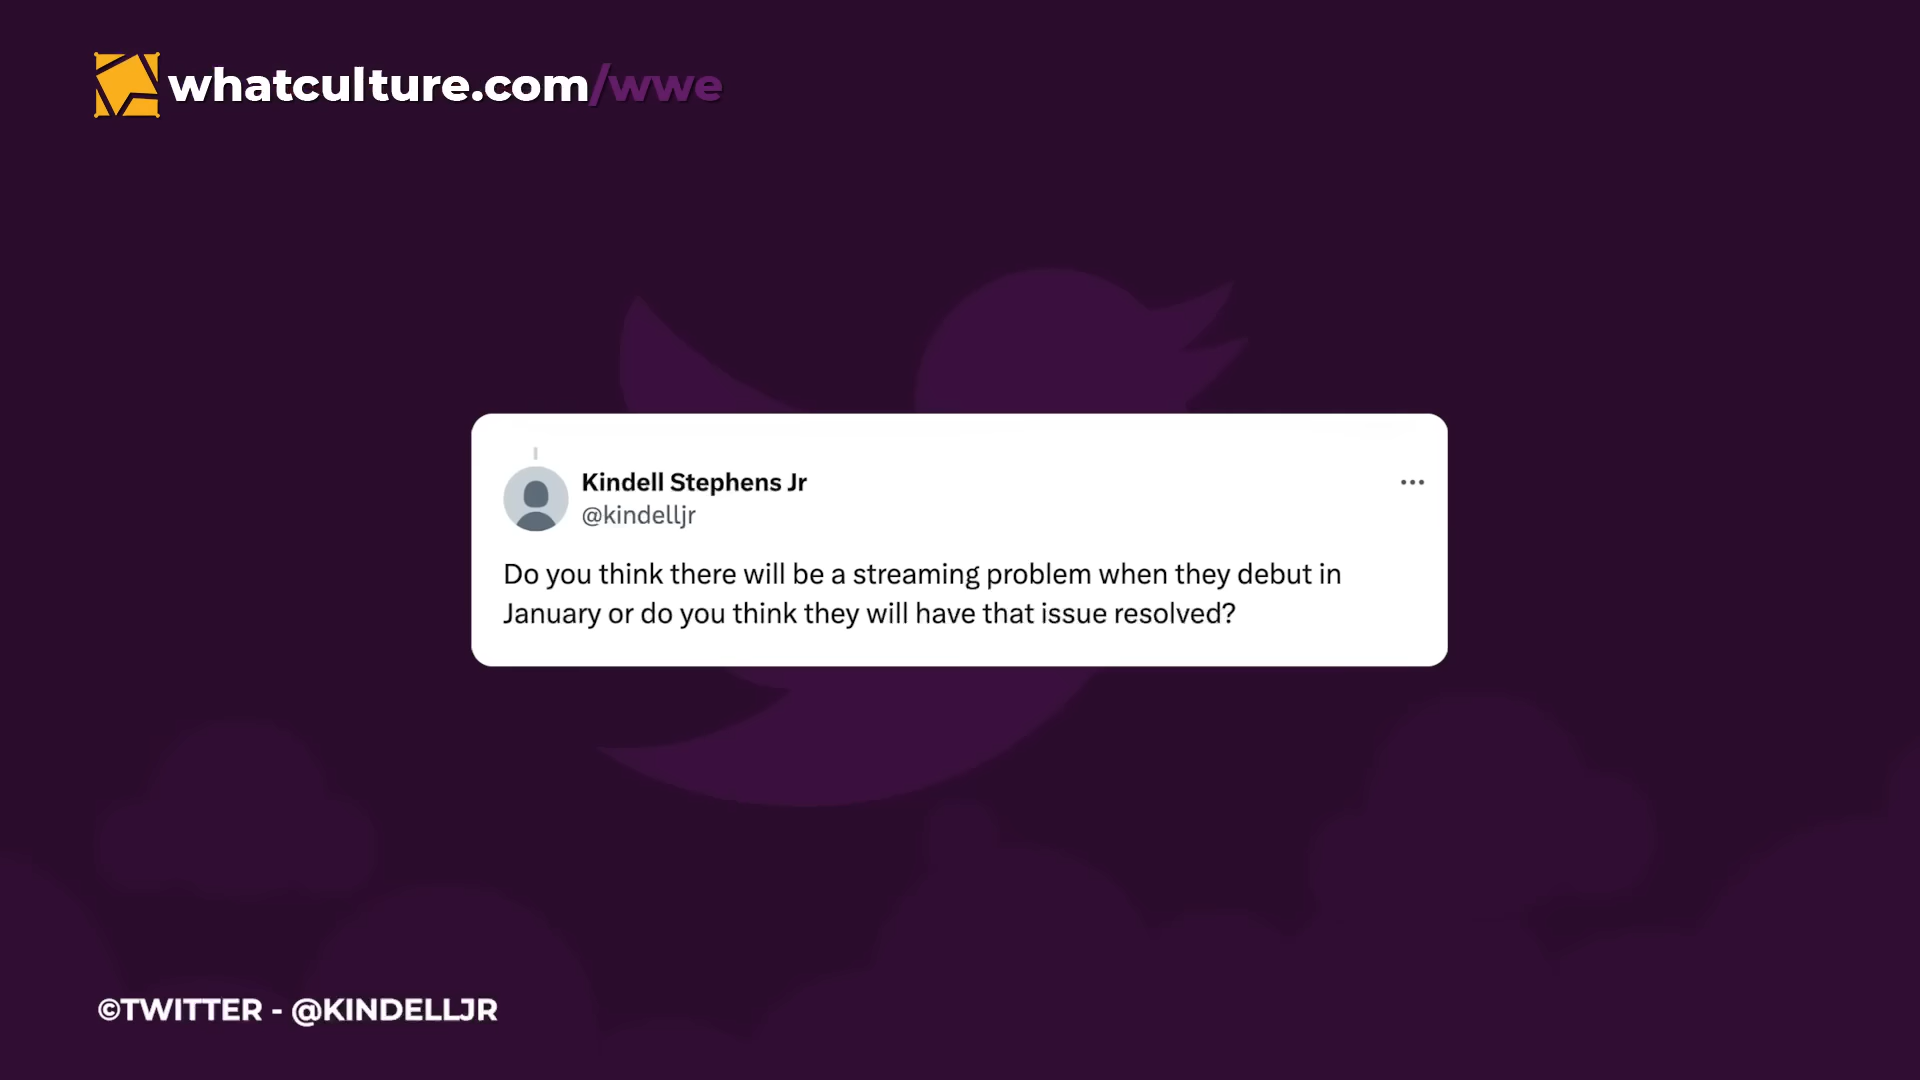 whatculture.com/wwe
Kindell Stephens Jr
@kindelljr
Do you think there will be a streaming problem when they debut in
January or do you think they will have that issue resolved?
©TWITTER - @KINDELLJR